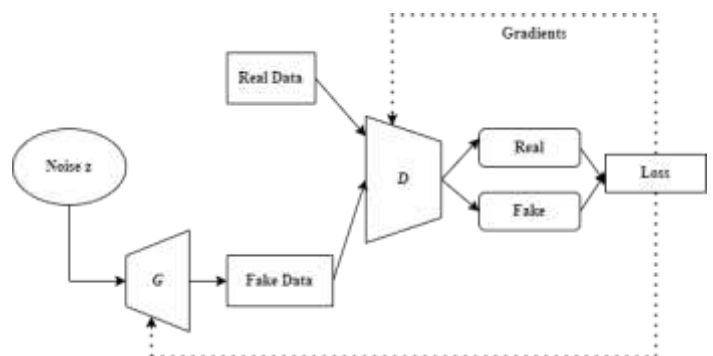 Gradients
Real Data
Noise z
D
Real
Fake
Loss
G
Fake Data